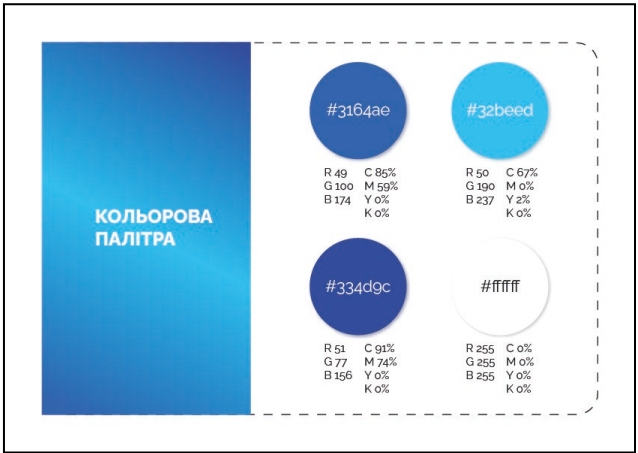 КОЛЬОРОВА
ПАЛІТРА
#3164ae
R 49 C 85%
G 100 M 59%
B 174 Y 0%
K 0%
#32beed
R 50 C 67%
G 190 M 0%
B 237 Y 2%
K 0%
#334d9c
R 51 C 91%
G 77 M 74%
B 156 Y 0%
K 0%
#ffffff
R 255 C 0%
G 255 M 0%
B 255 Y 0%
K 0%